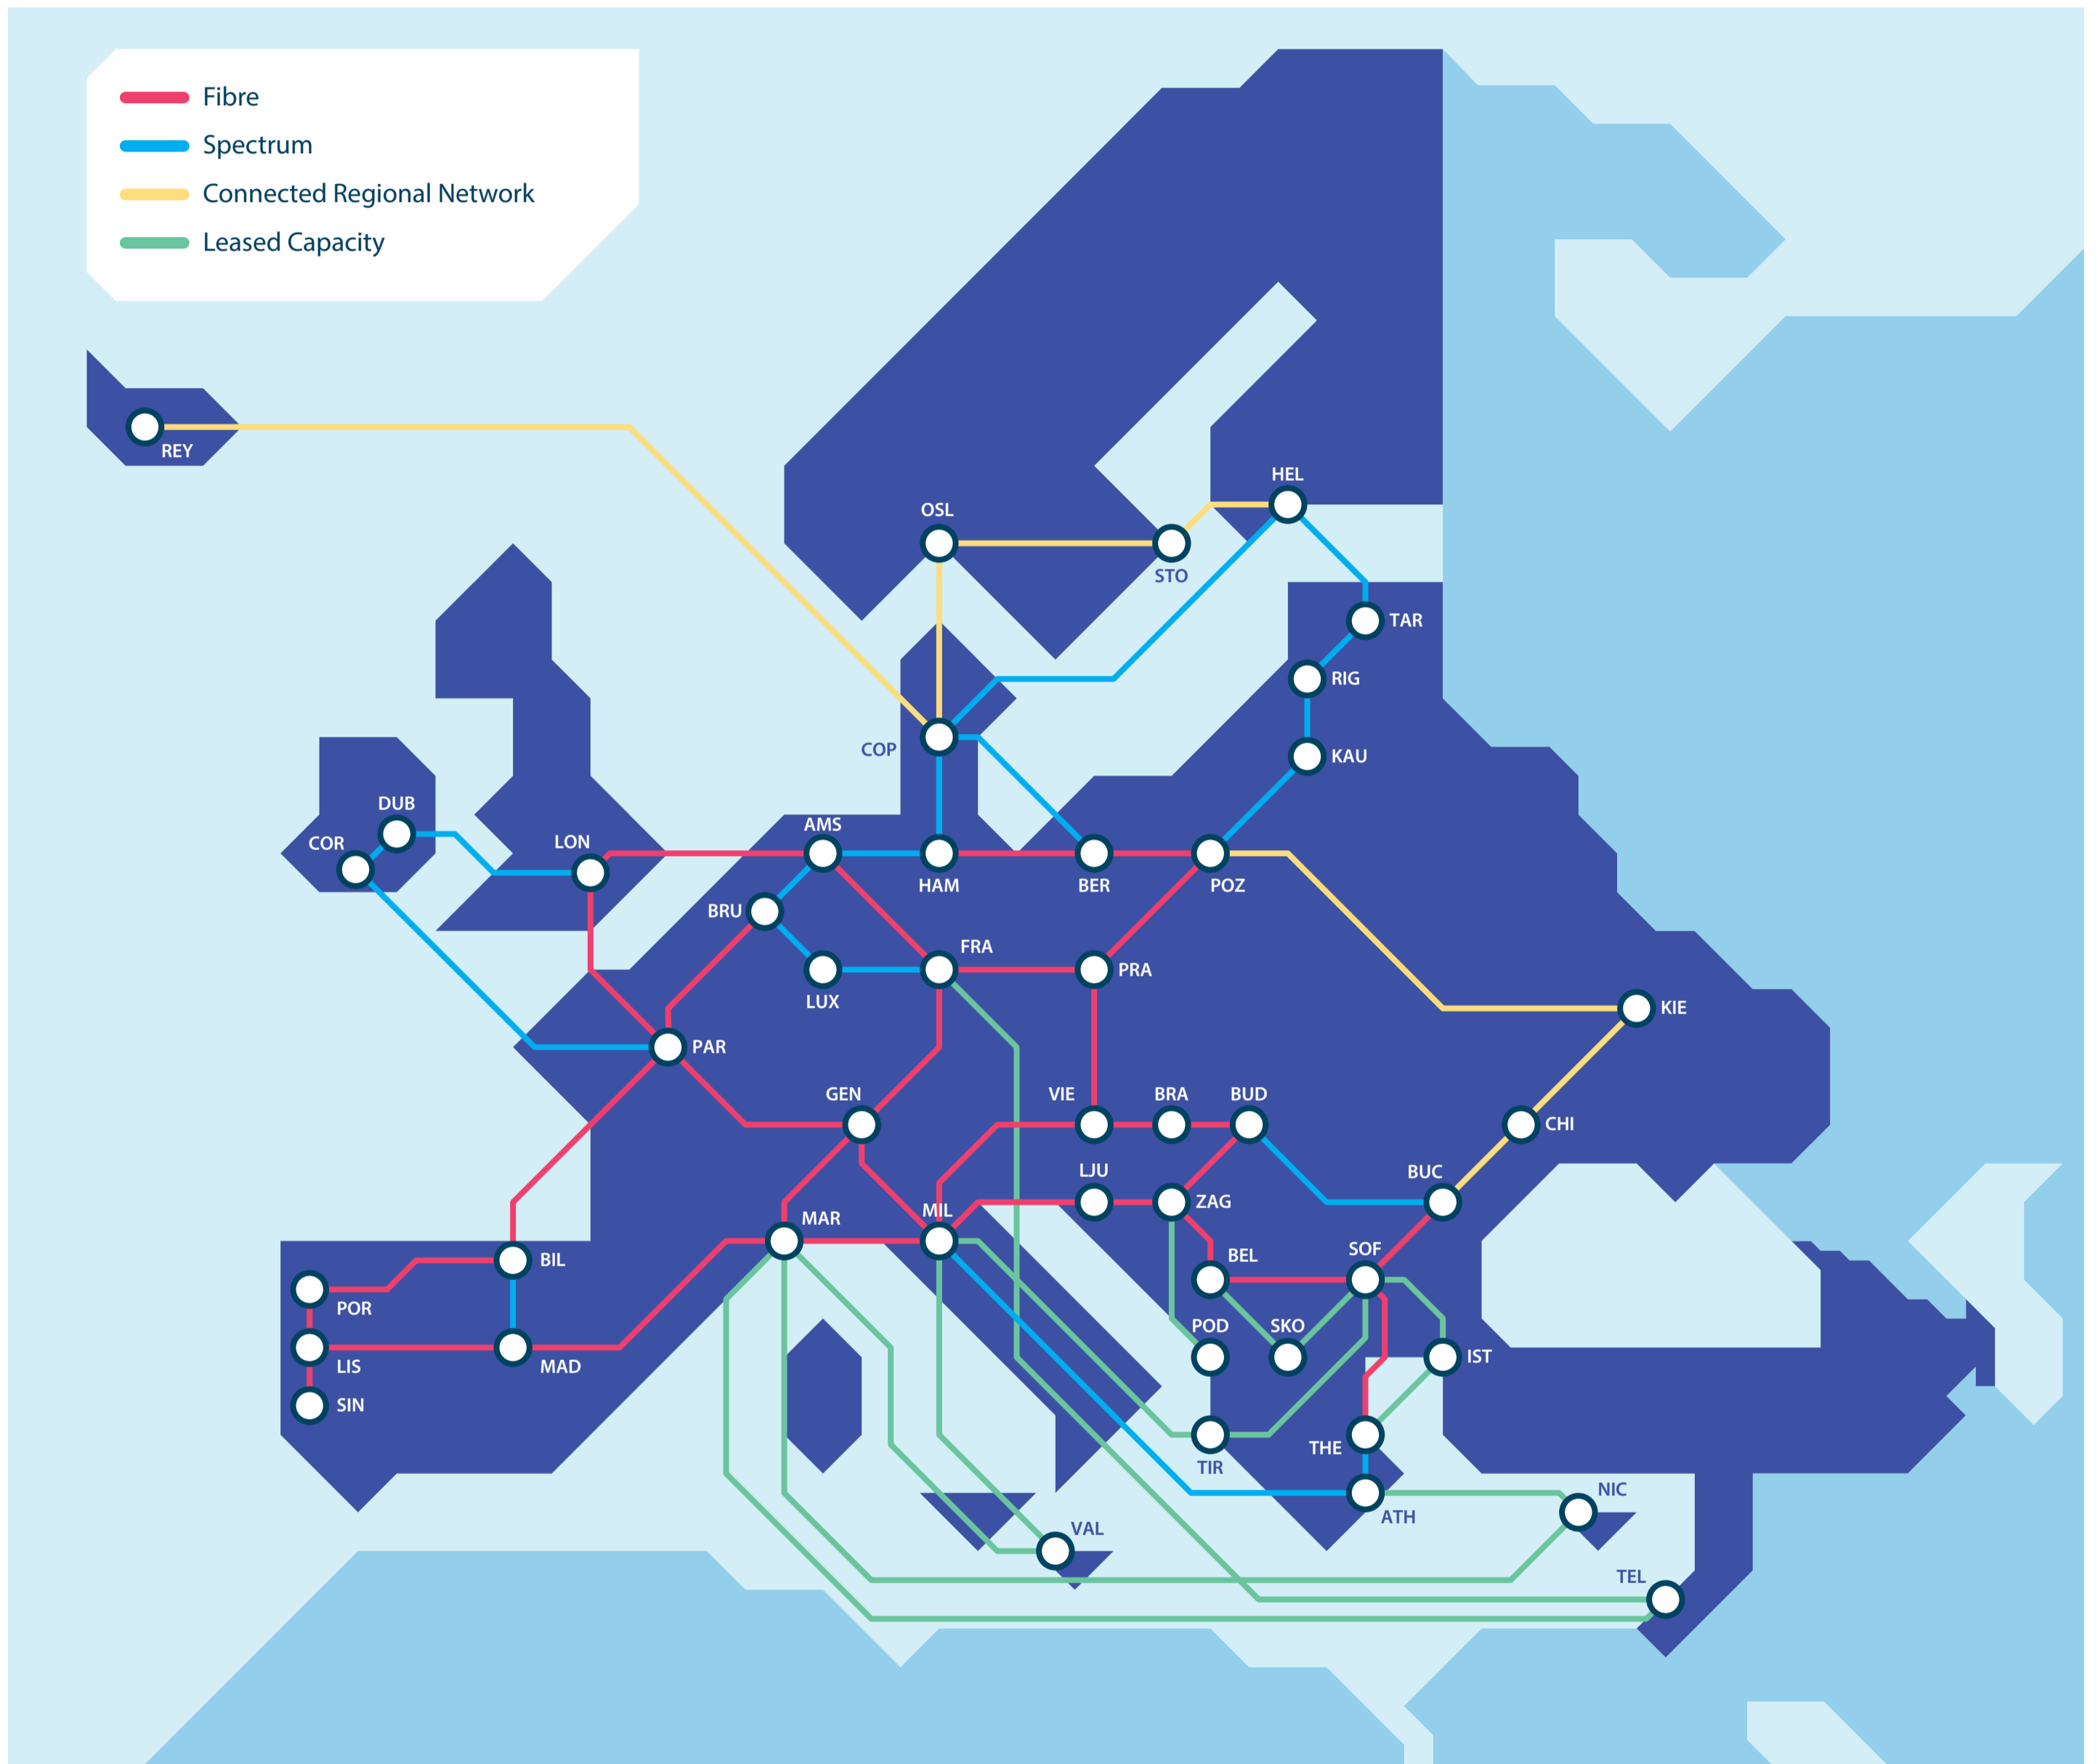 Fibre
Spectrum
Connected Regional Network
Leased Capacity
REY
HEL
OSL
STO
TAR
RIG
COP
KAU
DUB
AMS
COR
LON
HAM
BER
POZ
BRU
FRA
PRA
LUX
KIE
PAR
GEN
VIE
BRA
BUD
CHI
LJU
BUC
ZAG
MIL
MAR
SOF
BEL
BIL
POR
POD
SKO
IST
LIS
MAD
SIN
THE
TIR
NIC
ATH
VAL
TEL